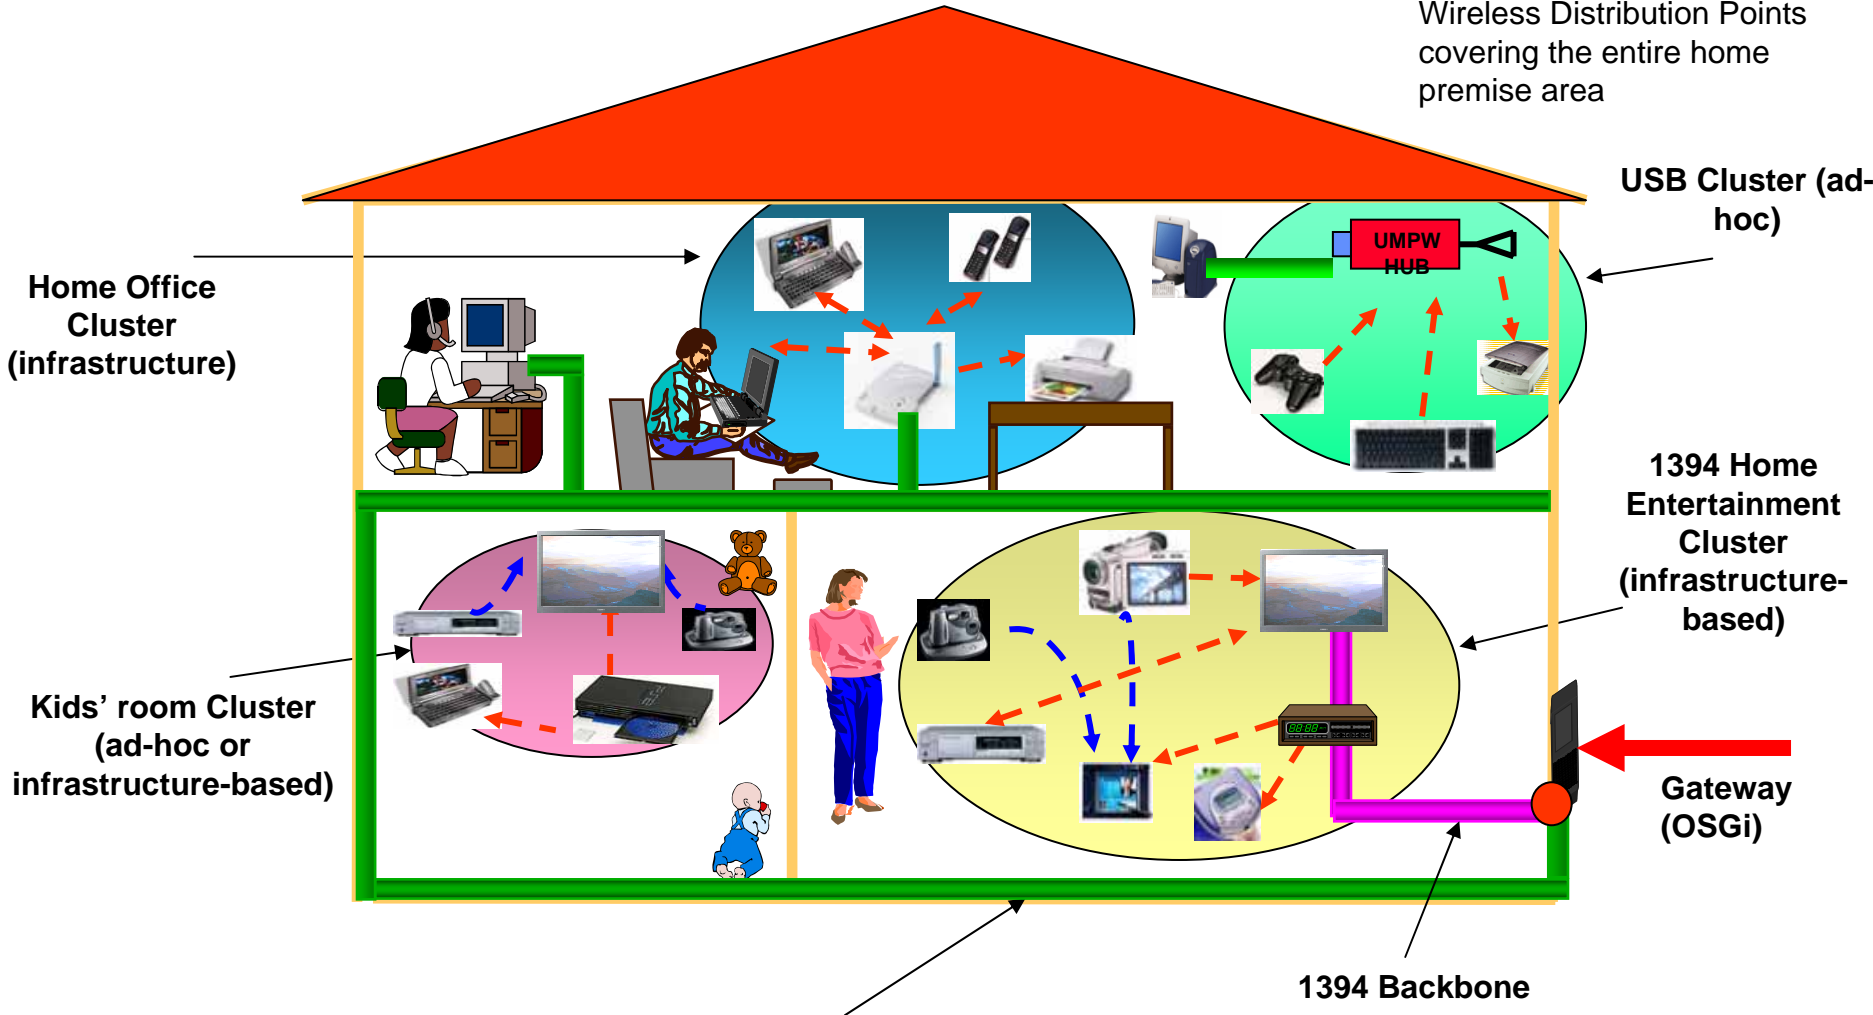 Wireless Distribution Points
covering the entire home
premise area
USB Cluster (ad-
hoc)
UMPW
HUB
Home Office
Cluster
(infrastructure)
1394 Home
Entertainment
Cluster
(infrastructure-
based)
Kids’ room Cluster
(ad-hoc or
infrastructure-based)
Gateway
(OSGi)
1394 Backbone